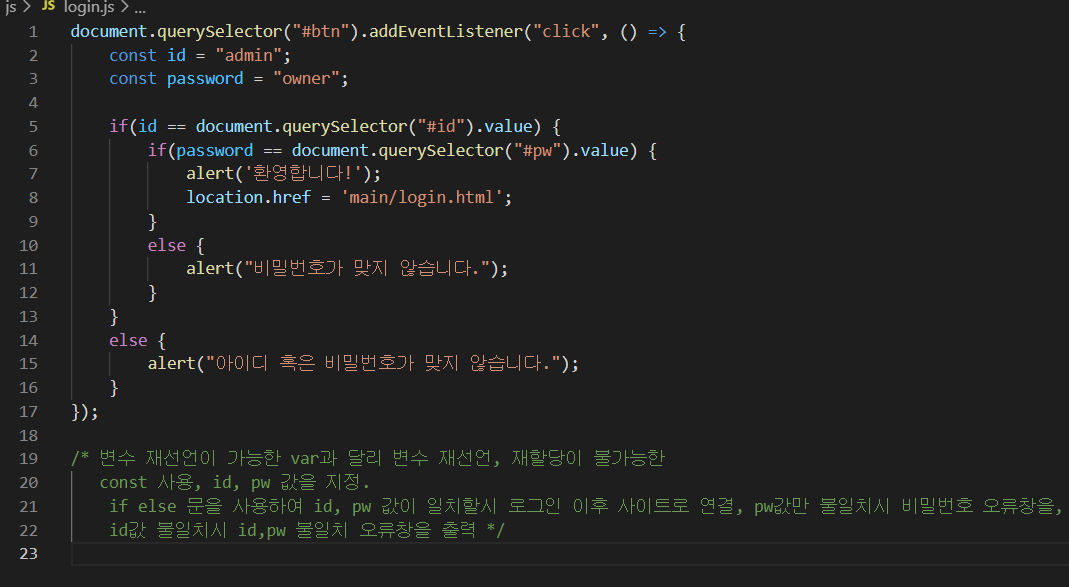 js > JS login.js > ...
1 document.querySelector("#btn").addEventListener("click", () => {
2     const id = "admin";
3     const password = "owner";
4
5     if(id == document.querySelector("#id").value) {
6         if(password == document.querySelector("#pw").value) {
7             alert('환영합니다!');
8             location.href = 'main/login.html';
9         }
10         else {
11             alert("비밀번호가 맞지 않습니다.");
12         }
13     }
14     else {
15         alert("아이디 혹은 비밀번호가 맞지 않습니다.");
16     }
17 });
18
19 /* 변수 재선언이 가능한 var과 달리 변수 재선언, 재할당이 불가능한
20    const 사용, id, pw 값을 지정.
21     if else 문을 사용하여 id, pw 값이 일치할시 로그인 이후 사이트로 연결, pw값만 불일치시 비밀번호 오류창을,
22     id값 불일치시 id,pw 불일치 오류창을 출력 */
23